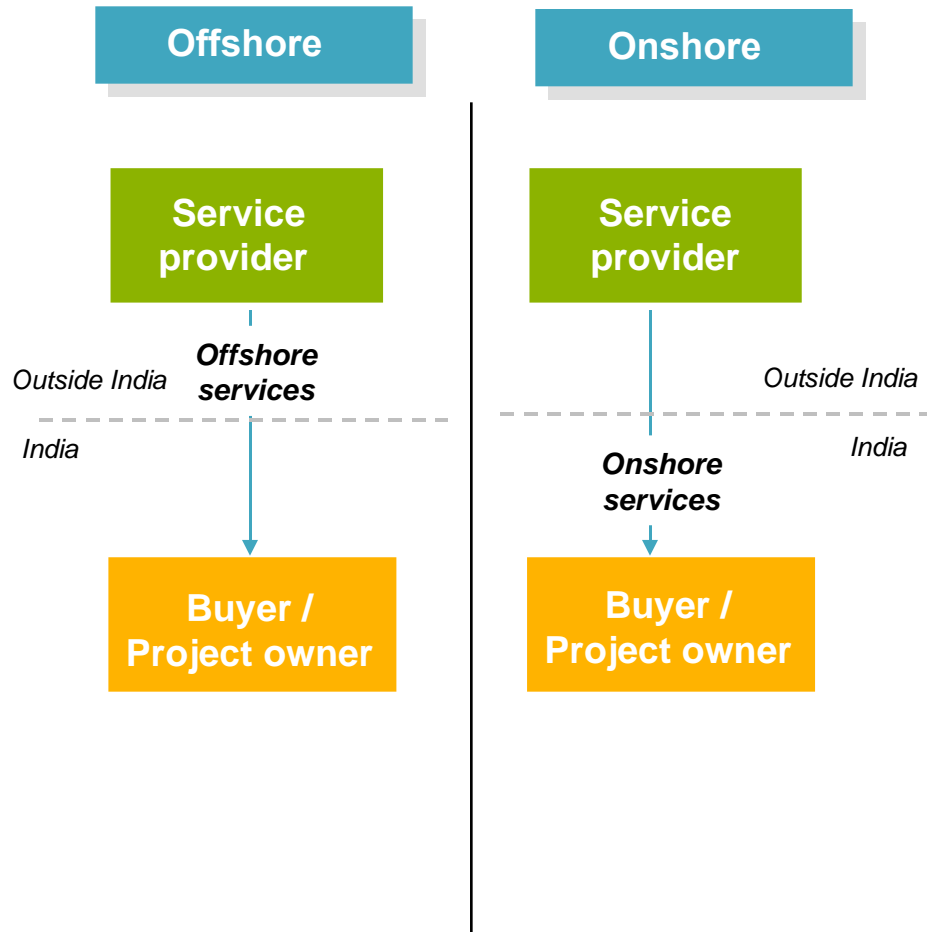 Offshore
Service
provider
Offshore
services
Outside India
India
Buyer /
Project owner
Onshore
Service
provider
Outside India
India
Onshore
services
Buyer /
Project owner